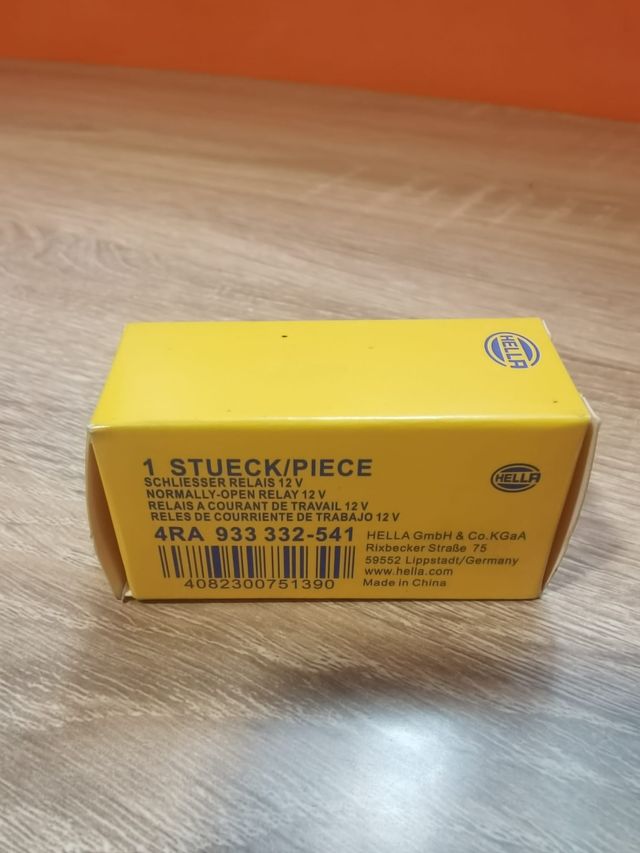 HELLA
1 STUECK/PIECE
SCHLIESSER RELAIS 12 V
NORMALLY-OPEN RELAY 12 V
RELAIS A COURANT DE TRAVAIL 12 V
RELES DE COURRIENTE DE TRABAJO 12 V
4RA 933 332-541
4082300751390
HELLA
HELLA GmbH & Co.KGaA
Rixbecker Straße 75
59552 Lippstadt/Germany
www.hella.com
Made in China